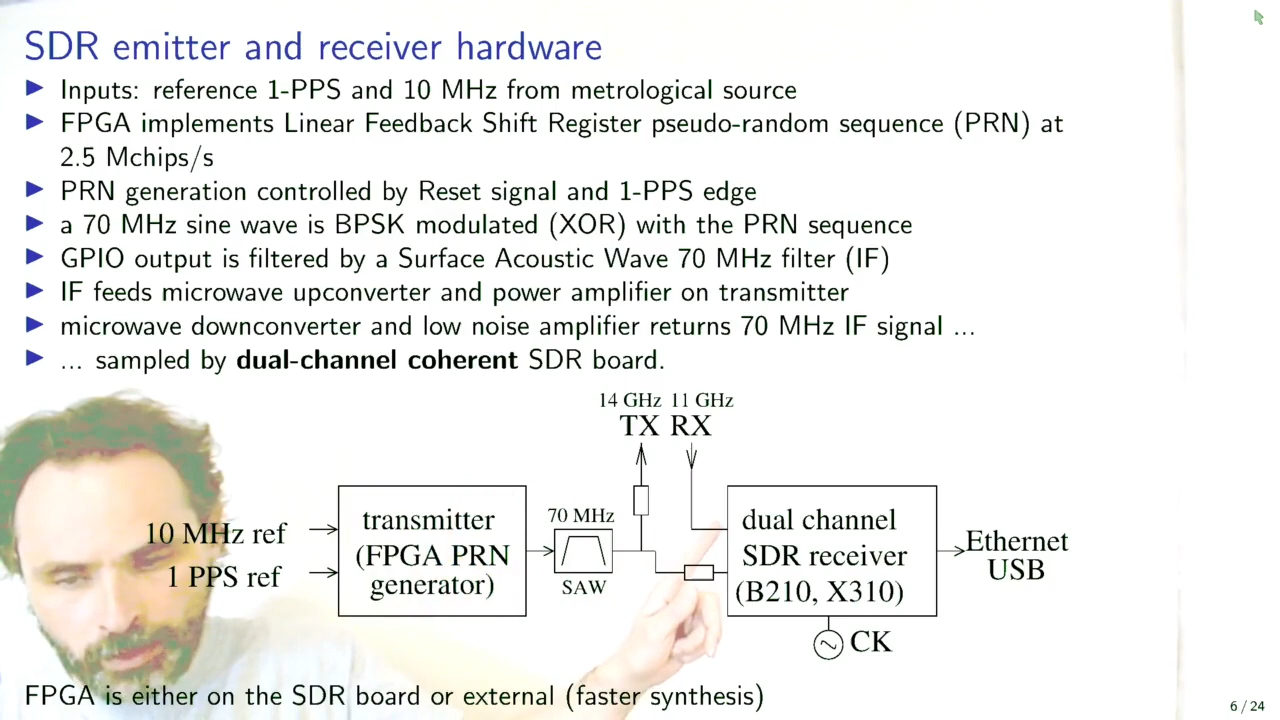 SDR emitter and receiver hardware
Inputs: reference 1-PPS and 10 MHz from metrological source
FPGA implements Linear Feedback Shift Register pseudo-random sequence (PRN) at
2.5 Mchips/s
PRN generation controlled by Reset signal and 1-PPS edge
a 70 MHz sine wave is BPSK modulated (XOR) with the PRN sequence
GPIO output is filtered by a Surface Acoustic Wave 70 MHz filter (IF)
IF feeds microwave upconverter and power amplifier on transmitter
microwave downconverter and low noise amplifier returns 70 MHz IF signal ...
... sampled by dual-channel coherent SDR board.
14 GHz 11 GHz
TX RX
10 MHz ref
1 PPS ref
transmitter
(FPGA PRN
generator)
70 MHz
SAW
dual channel
SDR receiver
(B210, X310)
Ethernet
USB
CK
FPGA is either on the SDR board or external (faster synthesis)
6 / 24